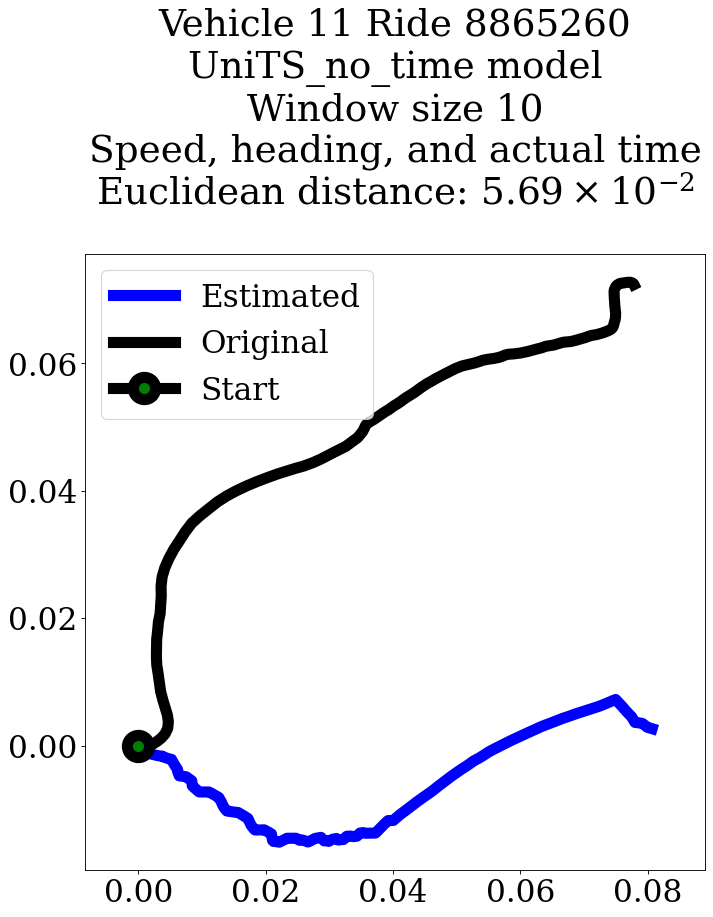 Vehicle 11 Ride 8865260
UniTS_no_time model
Window size 10
Speed, heading, and actual time
Euclidean distance: 5.69 × 10⁻²
Estimated
Original
Start
0.06
0.04
0.02
0.00
0.00 0.02 0.04 0.06 0.08